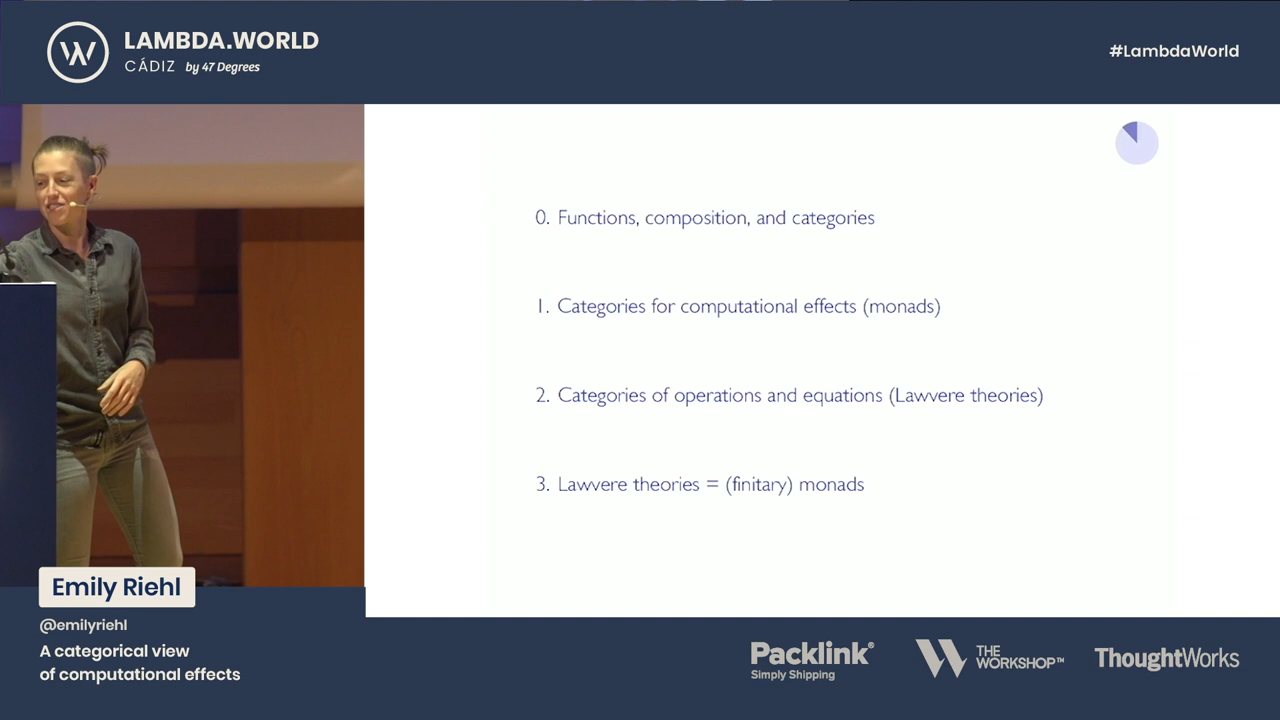 LAMBDA.WORLD
CÁDIZ by 47 Degrees
#LambdaWorld
0. Functions, composition, and categories
1. Categories for computational effects (monads)
2. Categories of operations and equations (Lawvere theories)
3. Lawvere theories = (finitary) monads
Emily Riehl
@emilyriehl
A categorical view
of computational effects
Packlink®
Simply Shipping
THE
WORKSHOP™
ThoughtWorks